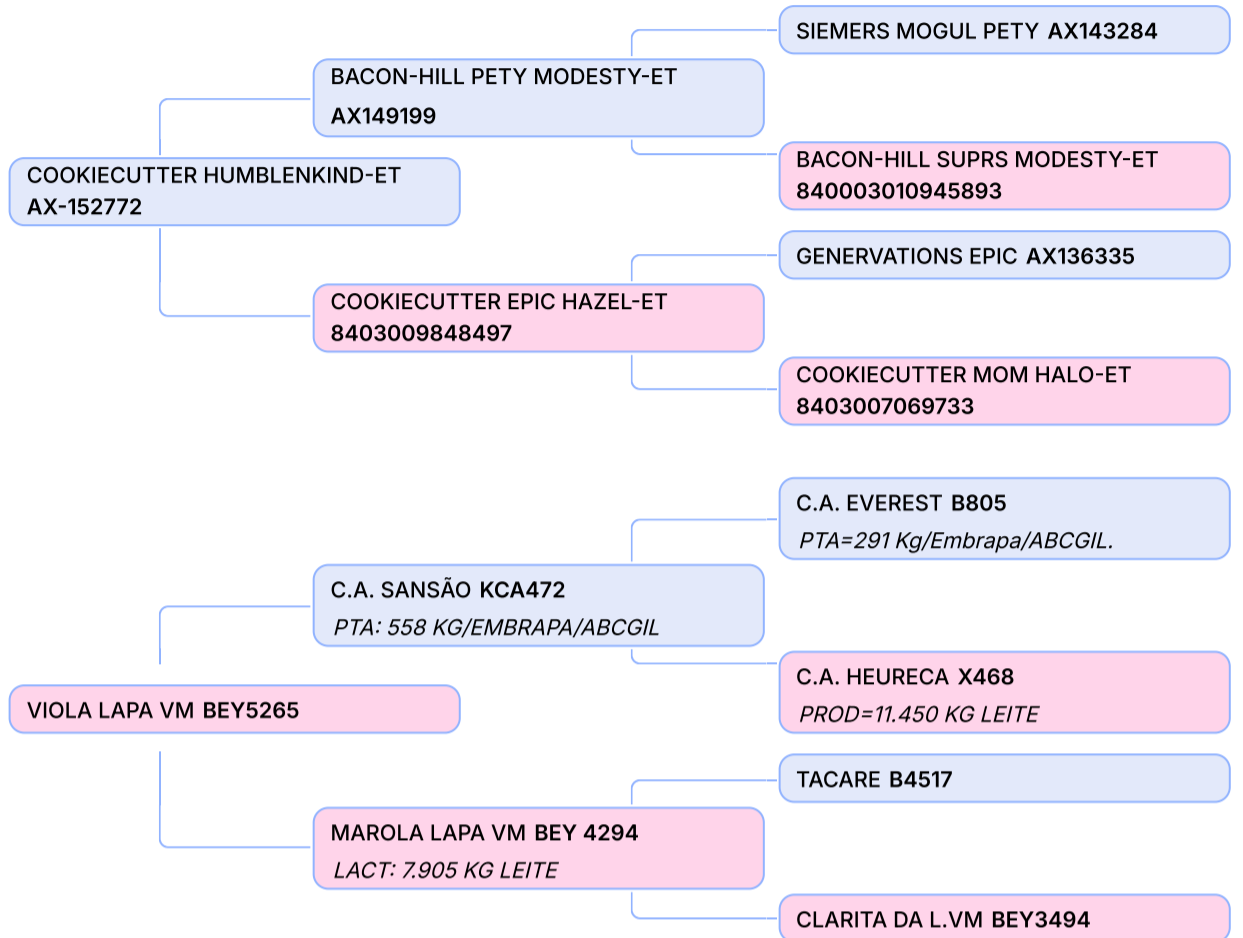 SIEMERS MOGUL PETY AX143284
BACON-HILL PETY MODESTY-ET
AX149199
BACON-HILL SUPRS MODESTY-ET
840003010945893
COOKIECUTTER HUMBLENKIND-ET
AX-152772
GENERVATIONS EPIC AX136335
COOKIECUTTER EPIC HAZEL-ET
8403009848497
COOKIECUTTER MOM HALO-ET
8403007069733
C.A. EVEREST B805
PTA=291 Kg/Embrapa/ABCGIL.
C.A. SANSÃO KCA472
PTA: 558 KG/EMBRAPA/ABCGIL
C.A. HEURECA X468
PROD=11.450 KG LEITE
VIOLA LAPA VM BEY5265
TACARE B4517
MAROLA LAPA VM BEY 4294
LACT: 7.905 KG LEITE
CLARITA DA L.VM BEY3494